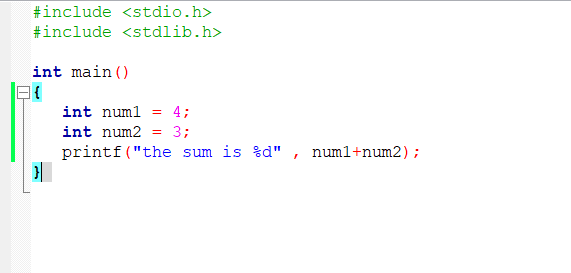 #include <stdio.h>
#include <stdlib.h>
int main()
{
int num1 = 4;
int num2 = 3;
printf("the sum is %d" , num1+num2);
}